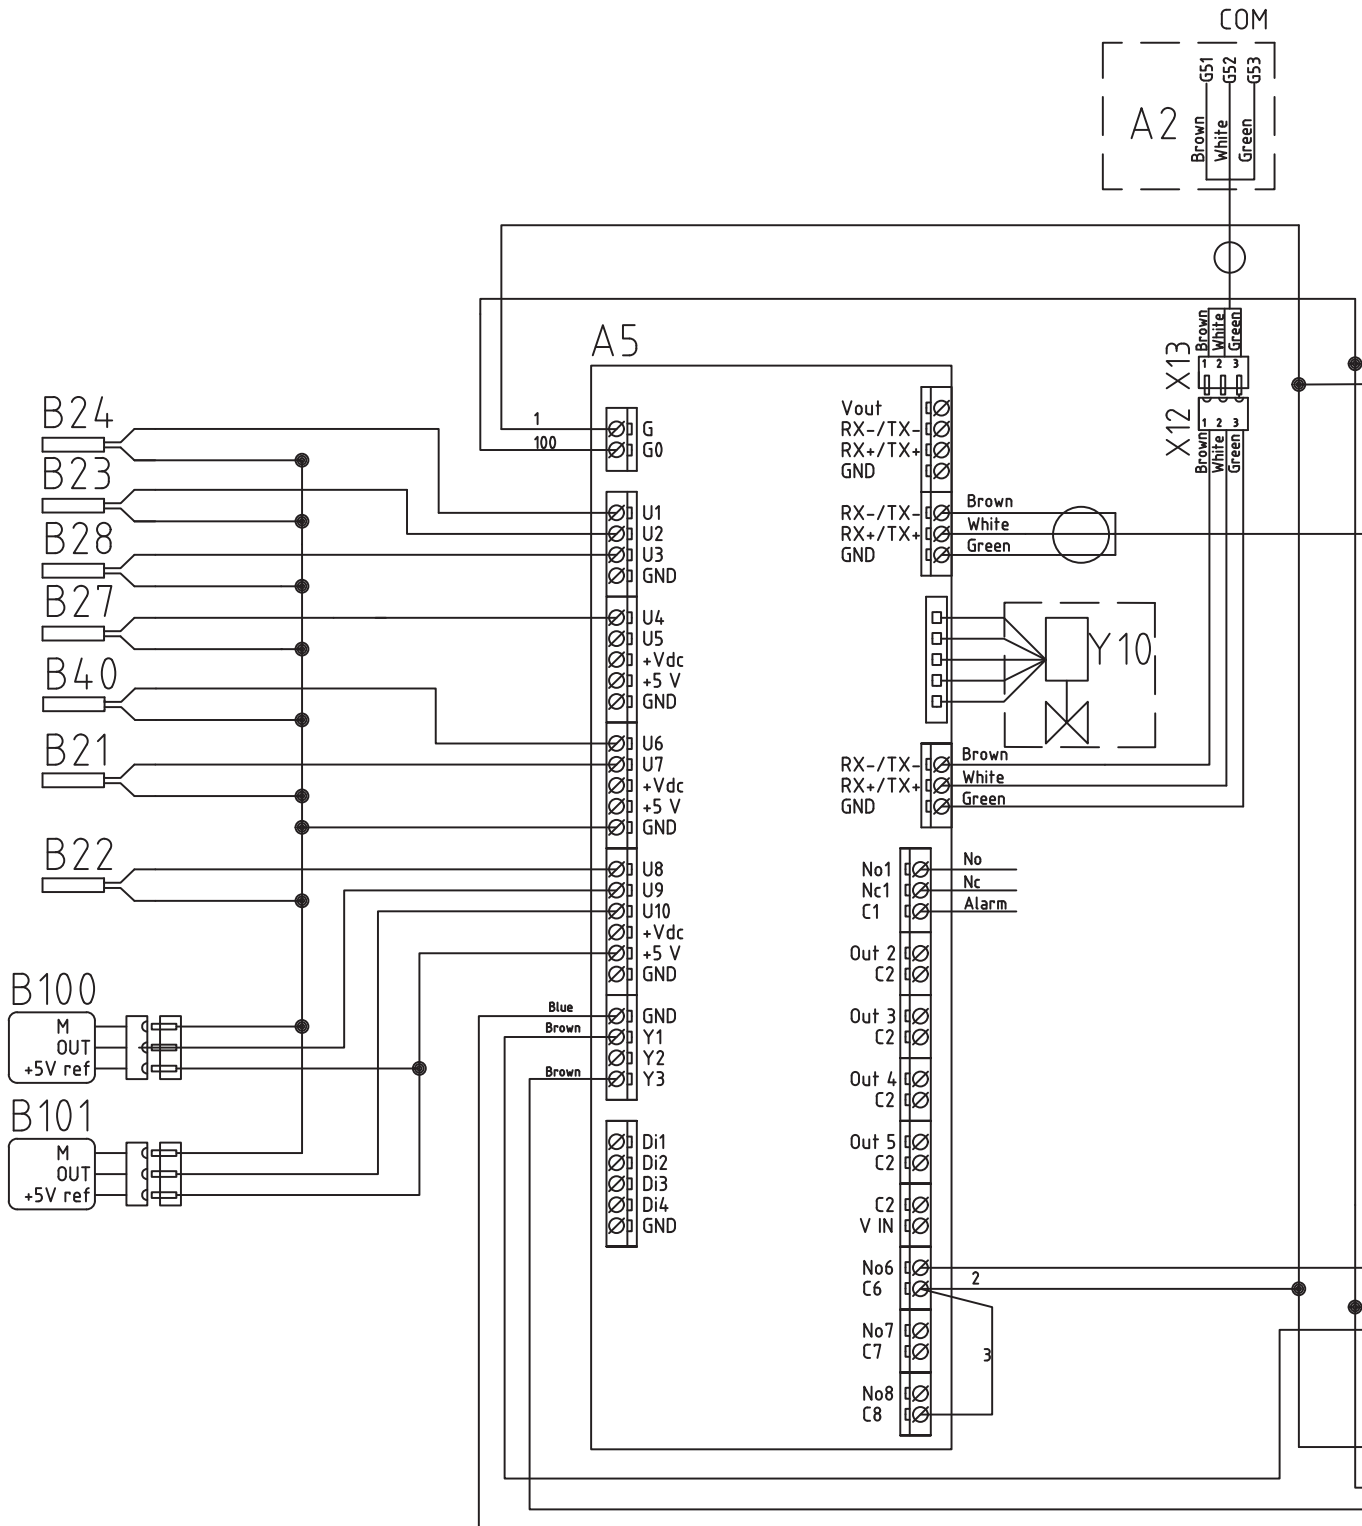 COM
G51 G52 G53
A2
Brown White Green
A5
Brown White Green
X13
1 2 3
X12
1 2 3
Brown White Green
B24
B23
B28
B27
B40
B21
B22
B100
M
OUT
+5V ref
B101
M
OUT
+5V ref
1
G
100
G0
U1
U2
U3
GND
U4
U5
+Vdc
+5 V
GND
U6
U7
+Vdc
+5 V
GND
U8
U9
U10
+Vdc
+5 V
GND
Blue
GND
Brown
Y1
Y2
Brown
Y3
Di1
Di2
Di3
Di4
GND
Vout
RX-/TX-
RX+/TX+
GND
RX-/TX- Brown
RX+/TX+ White
GND Green
Y10
RX-/TX- Brown
RX+/TX+ White
GND Green
No1 No
Nc1 Nc
C1 Alarm
Out 2
C2
Out 3
C2
Out 4
C2
Out 5
C2
C2
V IN
No6
C6 2
No7
C7 3
No8
C8